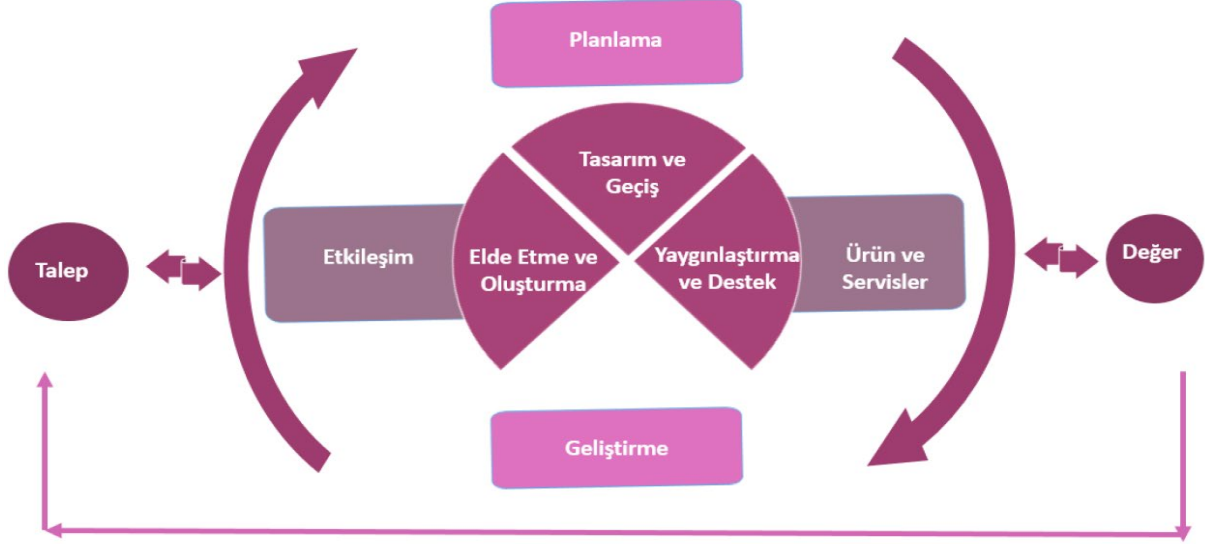 Planlama
Tasarım ve
Geçiş
Talep
Etkileşim
Elde Etme ve
Oluşturma
Yaygınlaştırma
ve Destek
Ürün ve
Servisler
Değer
Geliştirme